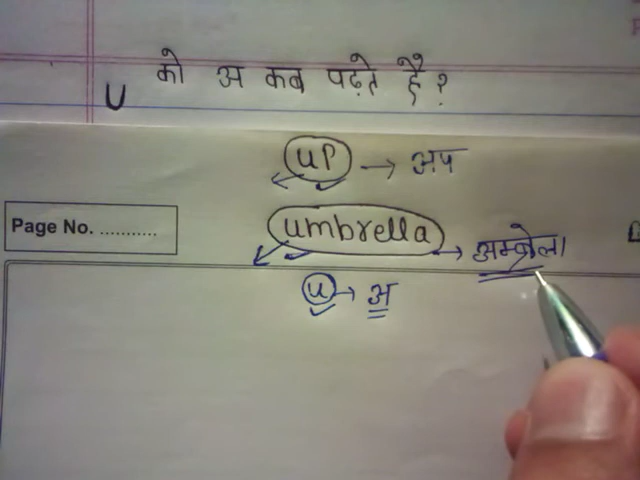 U को अ कब पढ़ते है?
up → अप
Page No. ...........
umbrella → अम्ब्रेला
u → अ